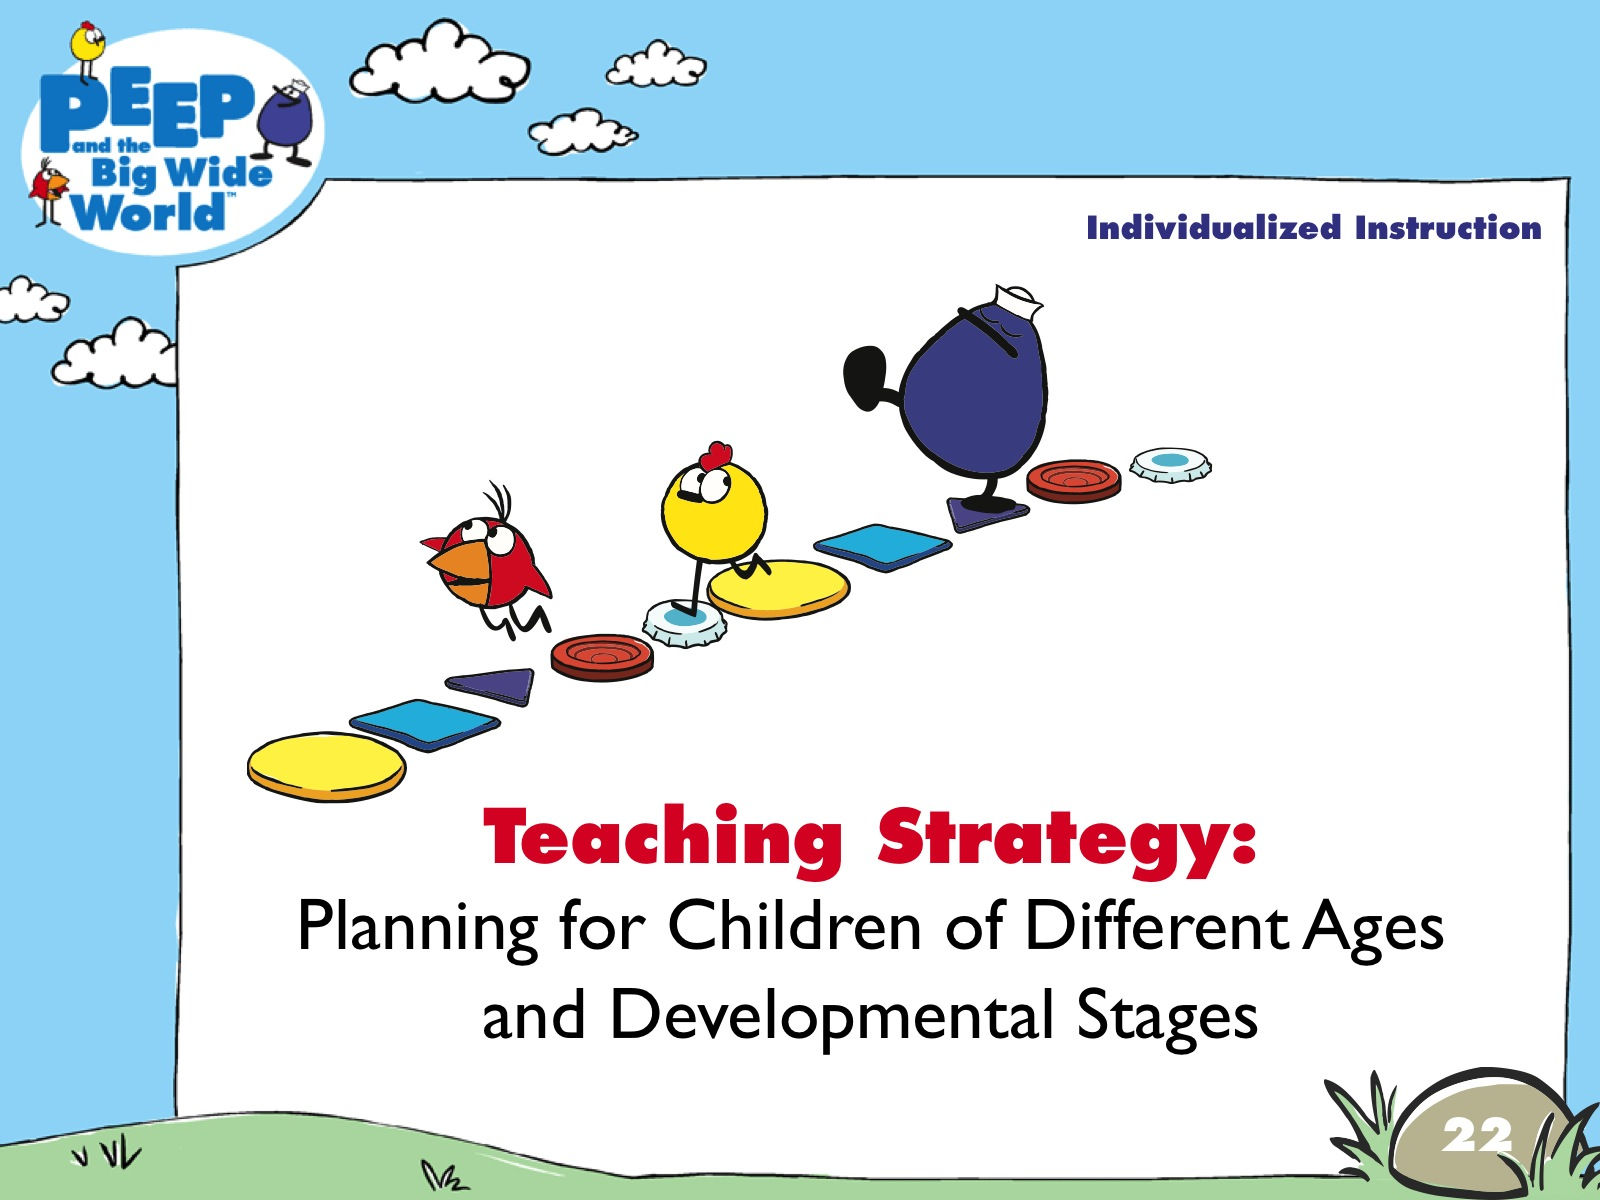 PEEP
and the
Big Wide
World™
Individualized Instruction
Teaching Strategy:
Planning for Children of Different Ages
and Developmental Stages
22